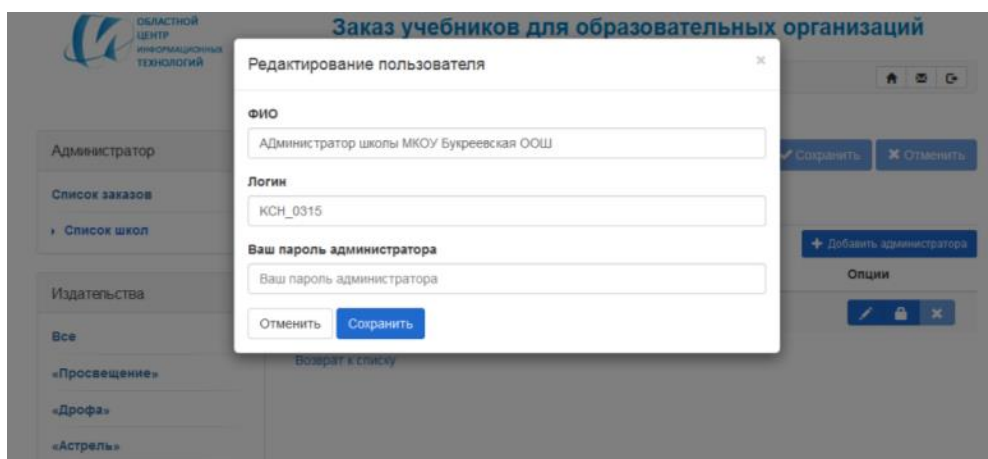 ОБЛАСТНОЙ
ЦЕНТР
ИНФОРМАЦИОННЫХ
ТЕХНОЛОГИЙ
Заказ учебников для образовательных организаций
Редактирование пользователя
×
ФИО
АДминистратор школы МКОУ Букреевская ООШ
Логин
КСН_0315
Ваш пароль администратора
Ваш пароль администратора
Отменить Сохранить
Администратор
Список заказов
Список школ
Издательства
Все
«Просвещение»
«Дрофа»
«Астрель»
Сохранить Отменить
Добавить администратора
Опции
Возврат к списку